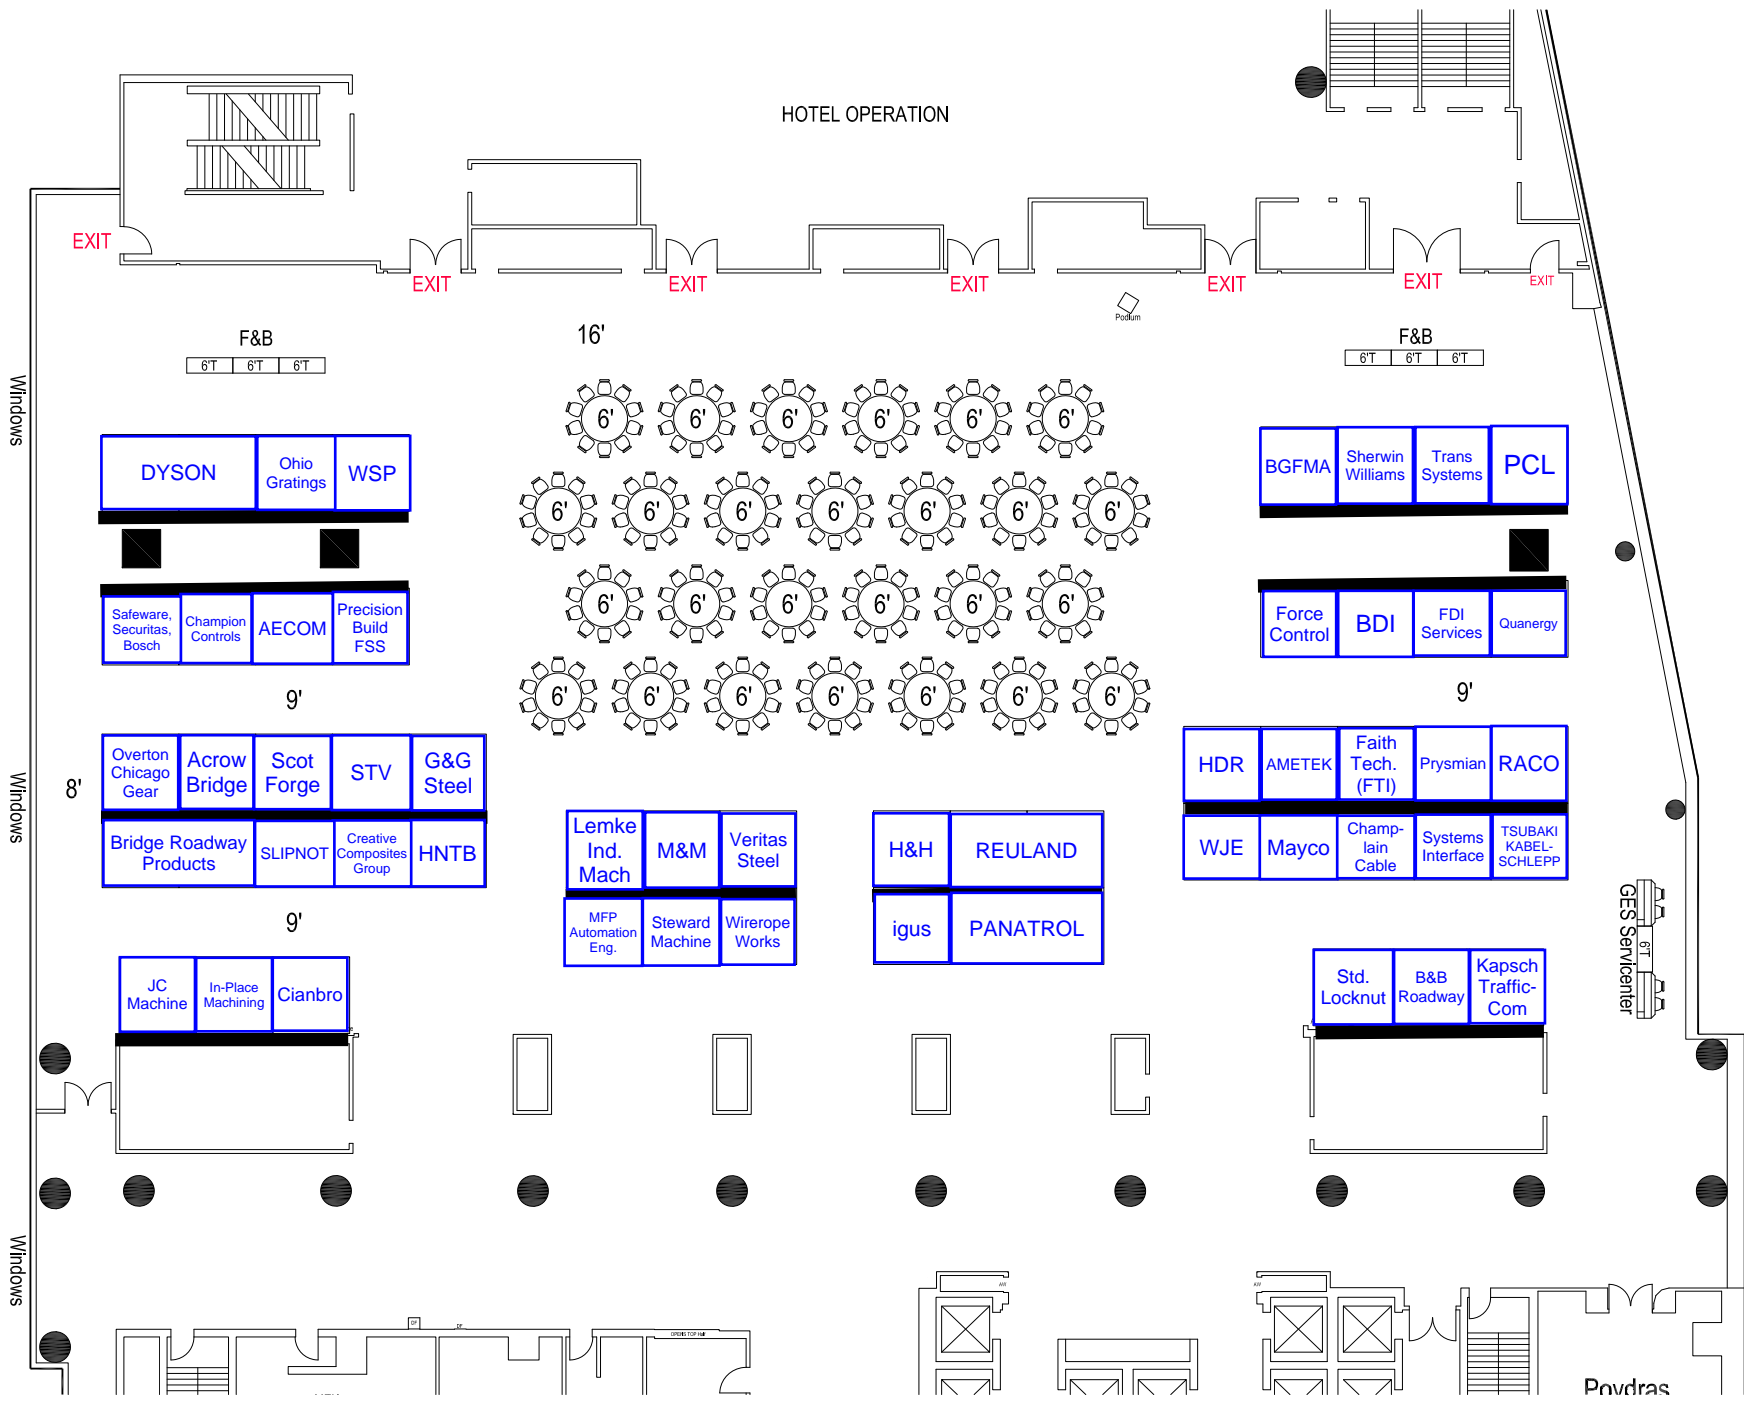 HOTEL OPERATION
EXIT
EXIT
EXIT
EXIT
EXIT
EXIT
EXIT
Podium
F&B
6'T 6'T 6'T
16'
F&B
6'T 6'T 6'T
Windows
6' 6' 6' 6' 6' 6'
6' 6' 6' 6' 6' 6' 6'
6' 6' 6' 6' 6' 6'
6' 6' 6' 6' 6' 6' 6'
DYSON
Ohio
Gratings
WSP
BGFMA
Sherwin
Williams
Trans
Systems
PCL
Safeware,
Securitas,
Bosch
Champion
Controls
AECOM
Precision
Build
FSS
Force
Control
BDI
FDI
Services
Quanergy
9'
9'
Windows
8'
Overton
Chicago
Gear
Acrow
Bridge
Scot
Forge
STV
G&G
Steel
HDR
AMETEK
Faith
Tech.
(FTI)
Prysmian
RACO
Bridge Roadway
Products
SLIPNOT
Creative
Composites
Group
HNTB
Lemke
Ind.
Mach
M&M
Veritas
Steel
H&H
REULAND
WJE
Mayco
Champ-
lain
Cable
Systems
Interface
TSUBAKI
KABEL-
SCHLEPP
9'
MFP
Automation
Eng.
Steward
Machine
Wirerope
Works
igus
PANATROL
GES Servicenter
6'T
JC
Machine
In-Place
Machining
Cianbro
Std.
Locknut
B&B
Roadway
Kapsch
Traffic-
Com
Windows
DF
DF
OPENS TOP Half
AW
AW
Poydras